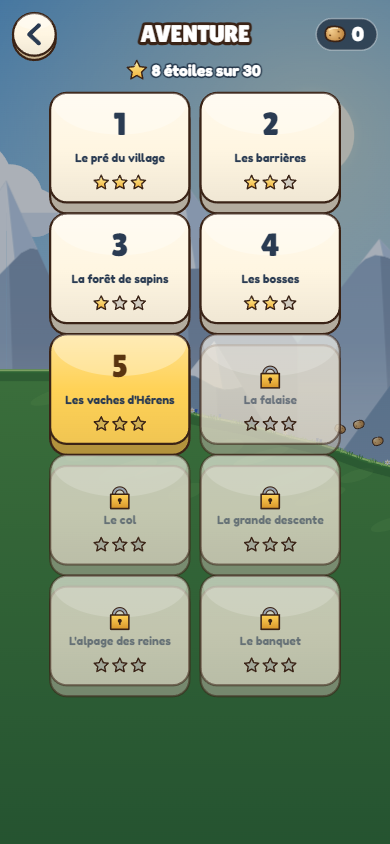 AVENTURE
0
8 étoiles sur 30
1
Le pré du village
2
Les barrières
3
La forêt de sapins
4
Les bosses
5
Les vaches d'Hérens
La falaise
Le col
La grande descente
L'alpage des reines
Le banquet